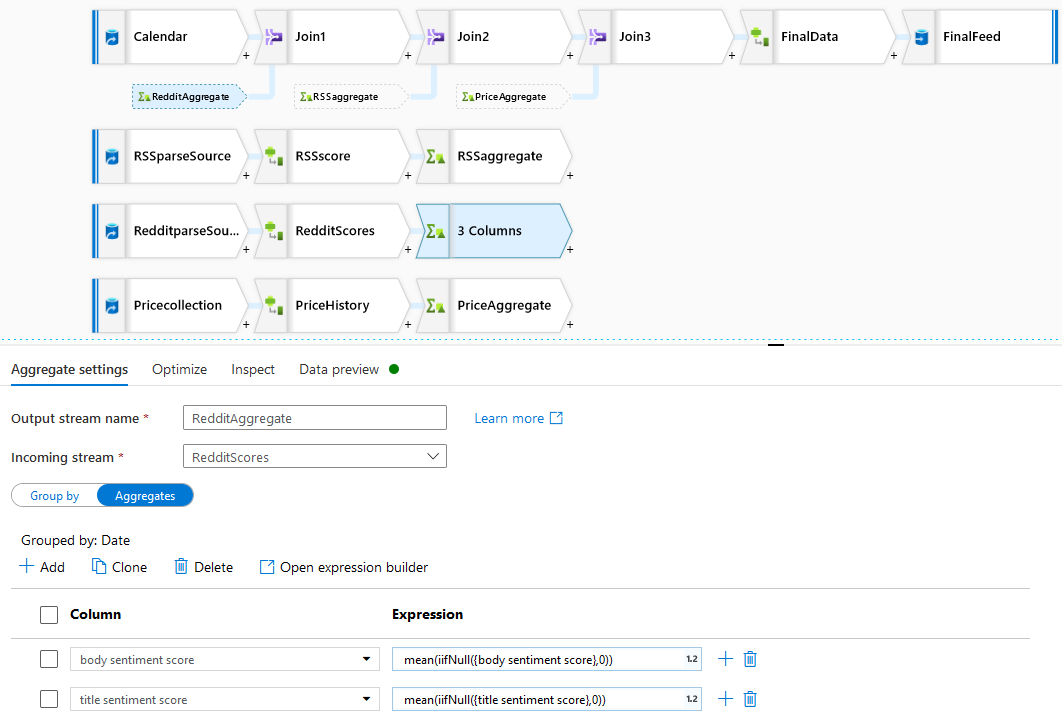 Calendar
Join1
Join2
Join3
FinalData
FinalFeed
+ + + + +
RedditAggregate
RSSaggregate
PriceAggregate
RSSparseSource
RSSscore
RSSaggregate
+ + +
RedditparseSou...
RedditScores
3 Columns
+ + +
Pricecollection
PriceHistory
PriceAggregate
+ + +
Aggregate settings
Optimize
Inspect
Data preview
Output stream name *
RedditAggregate
Learn more
Incoming stream *
RedditScores
Group by
Aggregates
Grouped by: Date
+ Add
Clone
Delete
Open expression builder
Column
Expression
body sentiment score
mean(iifNull({body sentiment score},0))
1.2
+
title sentiment score
mean(iifNull({title sentiment score},0))
1.2
+